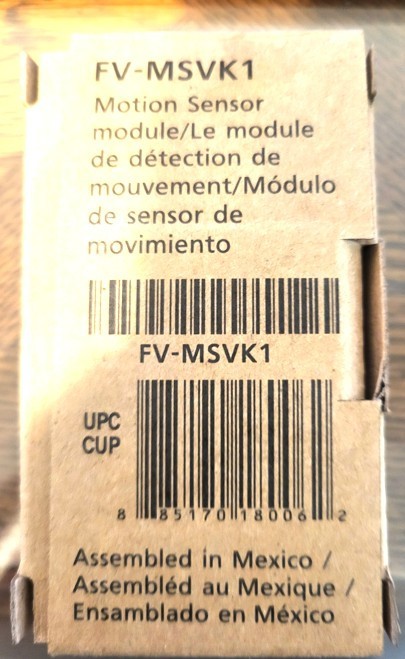 FV-MSVK1
Motion Sensor
module/Le module
de détection de
mouvement/Módulo
de sensor de
movimiento
FV-MSVK1
UPC
CUP
8 85170 18006 2
Assembled in Mexico /
Assembléd au Mexique /
Ensamblado en México